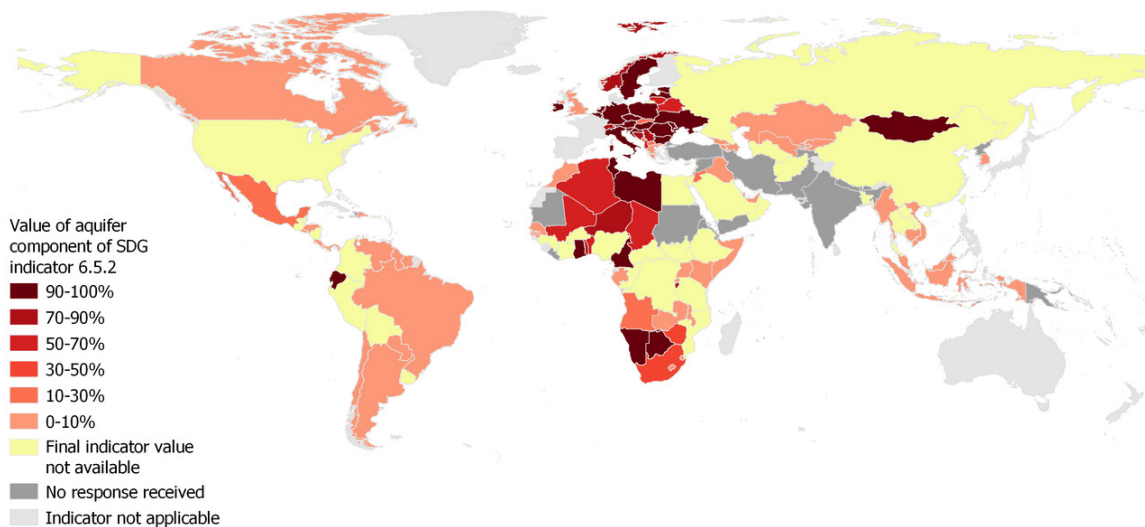 Value of aquifer
component of SDG
indicator 6.5.2
90-100%
70-90%
50-70%
30-50%
10-30%
0-10%
Final indicator value
not available
No response received
Indicator not applicable